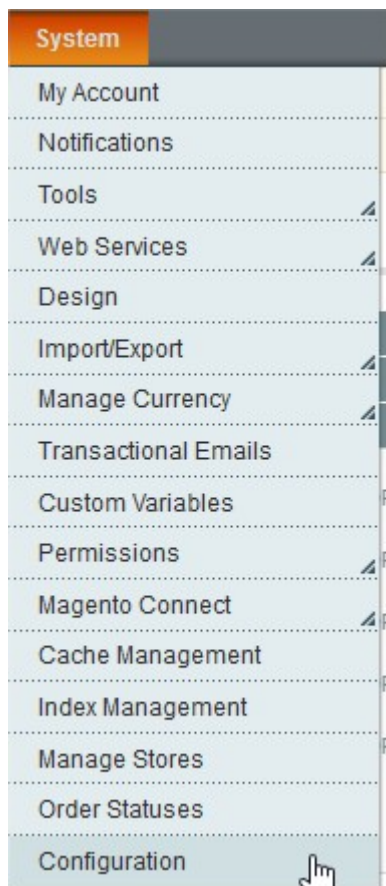 System
My Account
Notifications
Tools
Web Services
Design
Import/Export
Manage Currency
Transactional Emails
Custom Variables
Permissions
Magento Connect
Cache Management
Index Management
Manage Stores
Order Statuses
Configuration